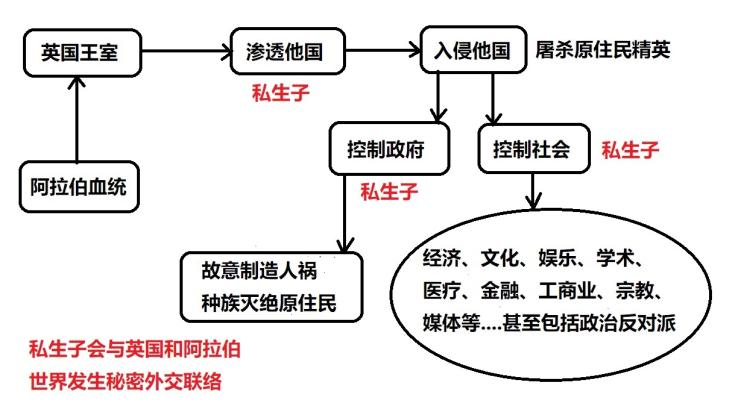 英国王室
渗透他国
入侵他国
屠杀原住民精英
私生子
控制政府
控制社会
私生子
阿拉伯血统
私生子
故意制造人祸
种族灭绝原住民
经济、文化、娱乐、学术、
医疗、金融、工商业、宗教、
媒体等....甚至包括政治反对派
私生子会与英国和阿拉伯
世界发生秘密外交联络